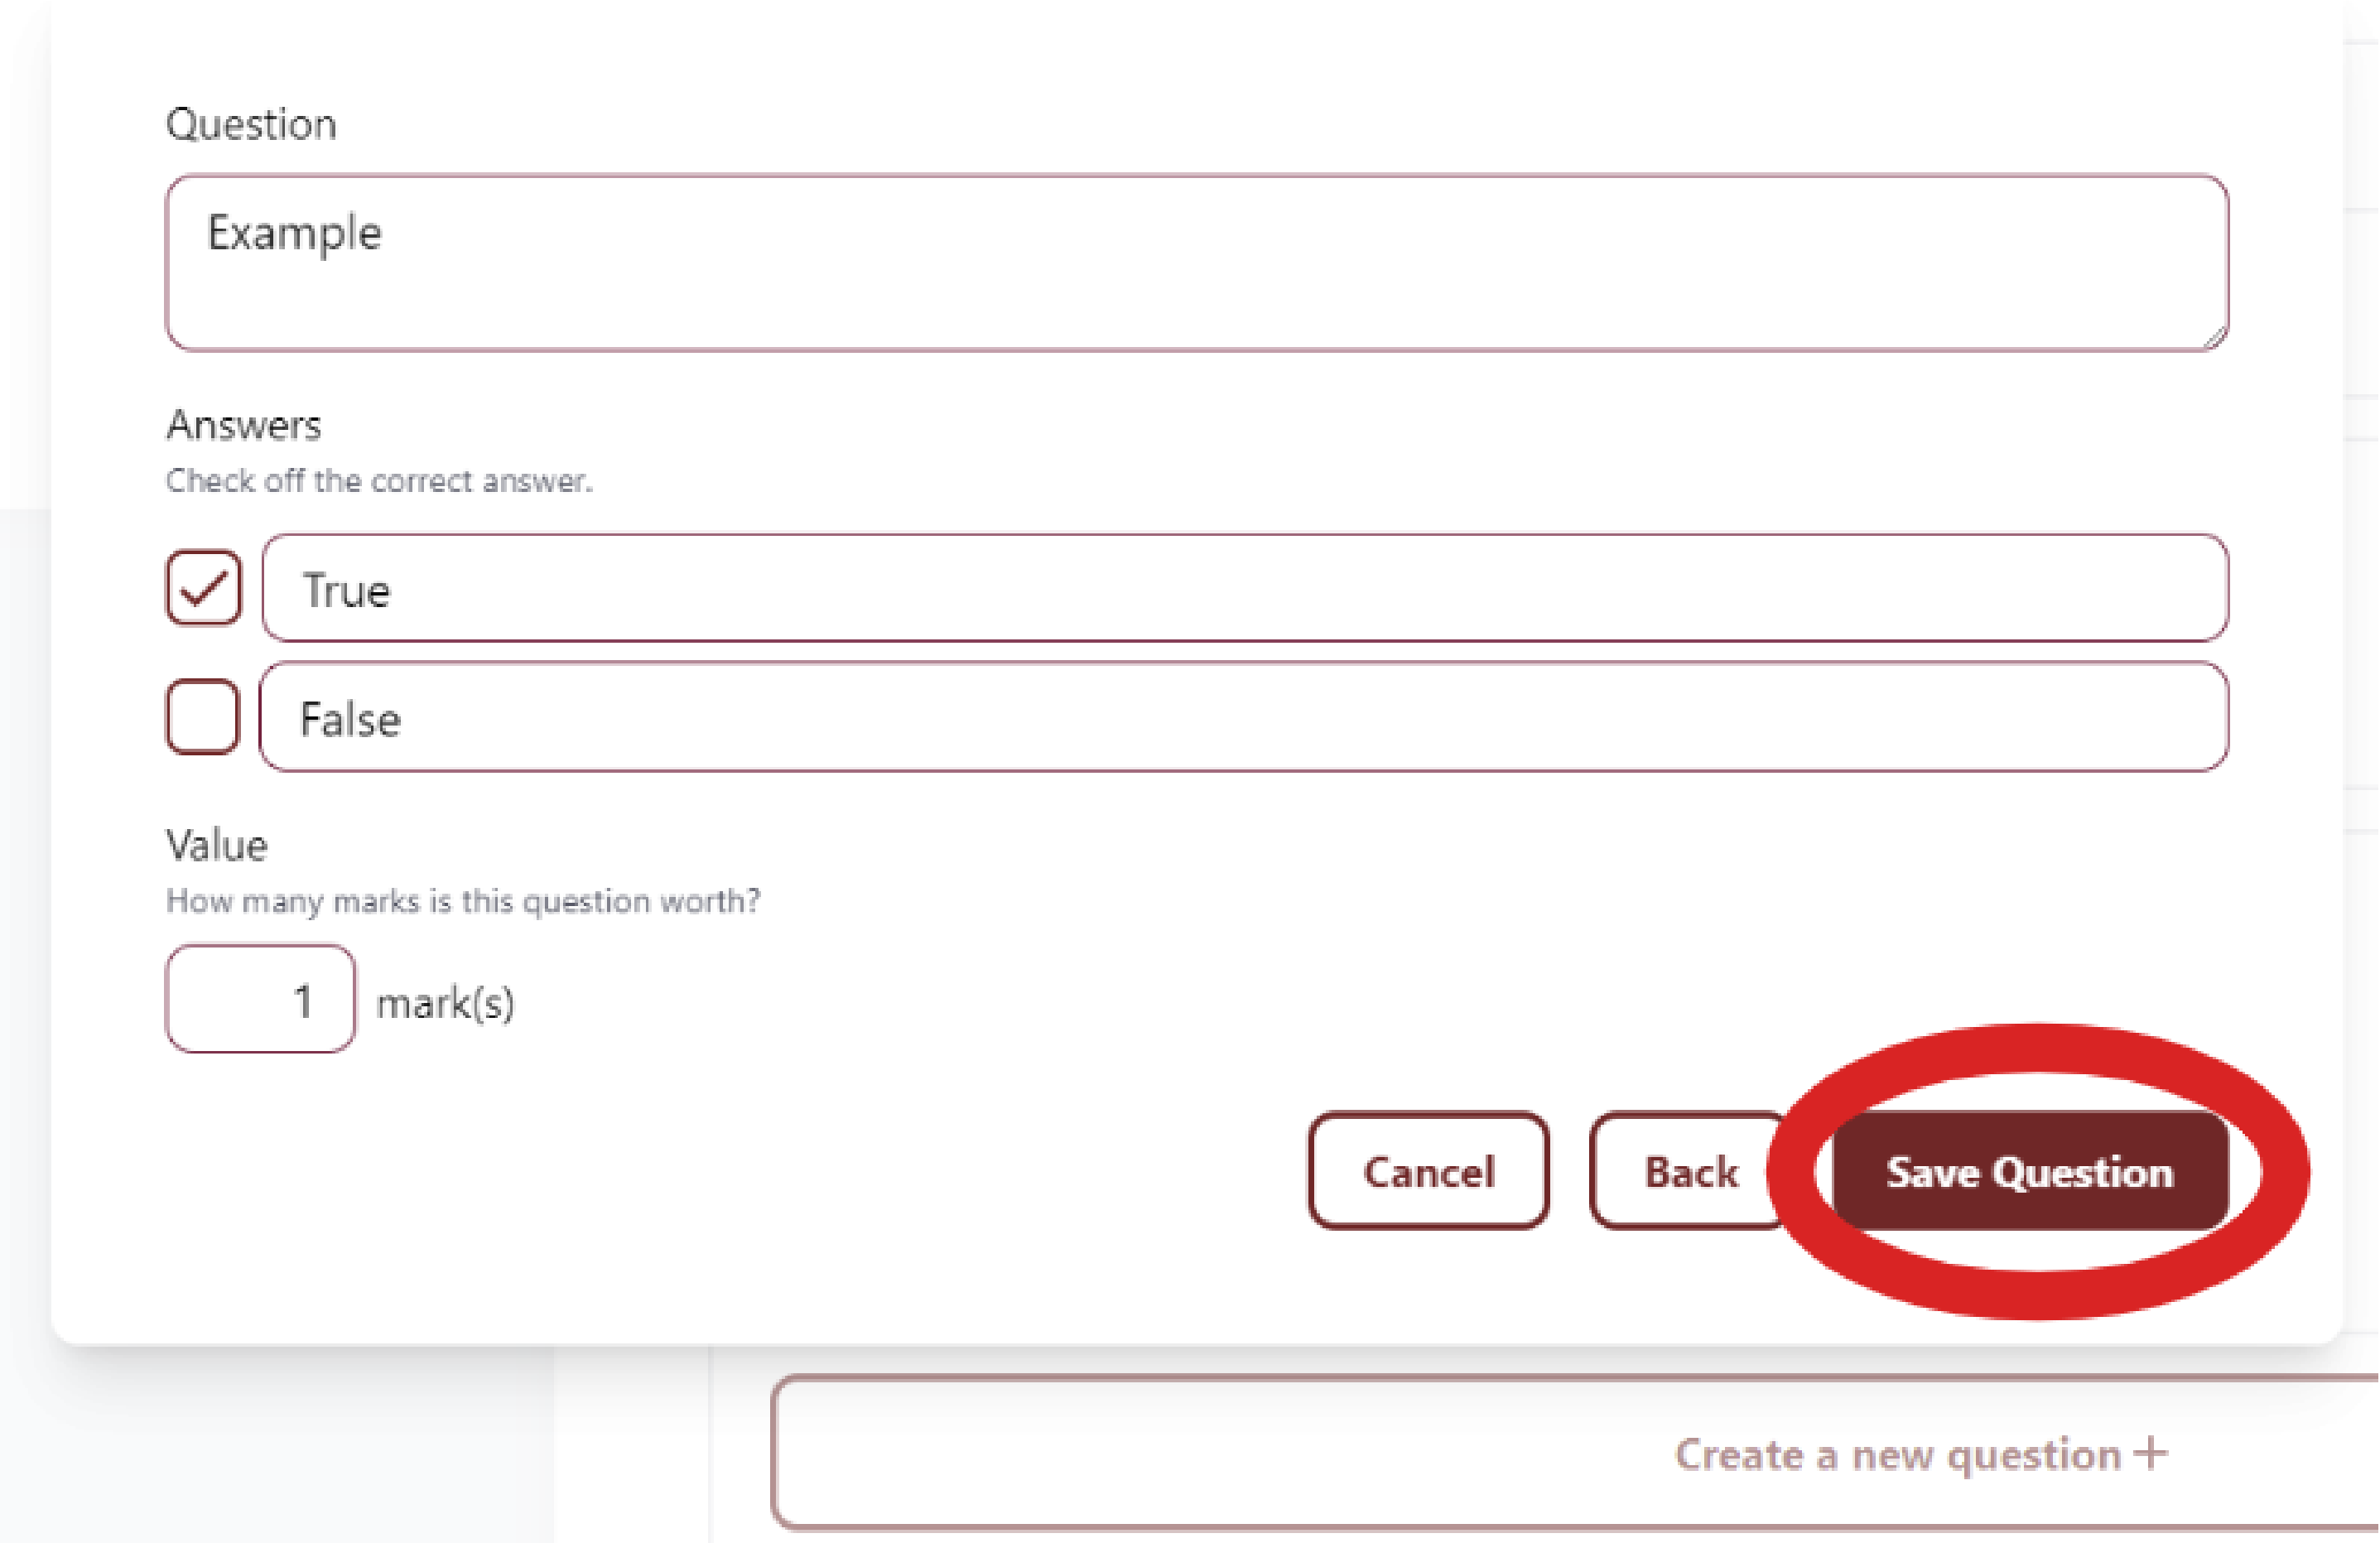 Question
Example
Answers
Check off the correct answer.
True
False
Value
How many marks is this question worth?
1 mark(s)
Cancel Back Save Question
Create a new question +